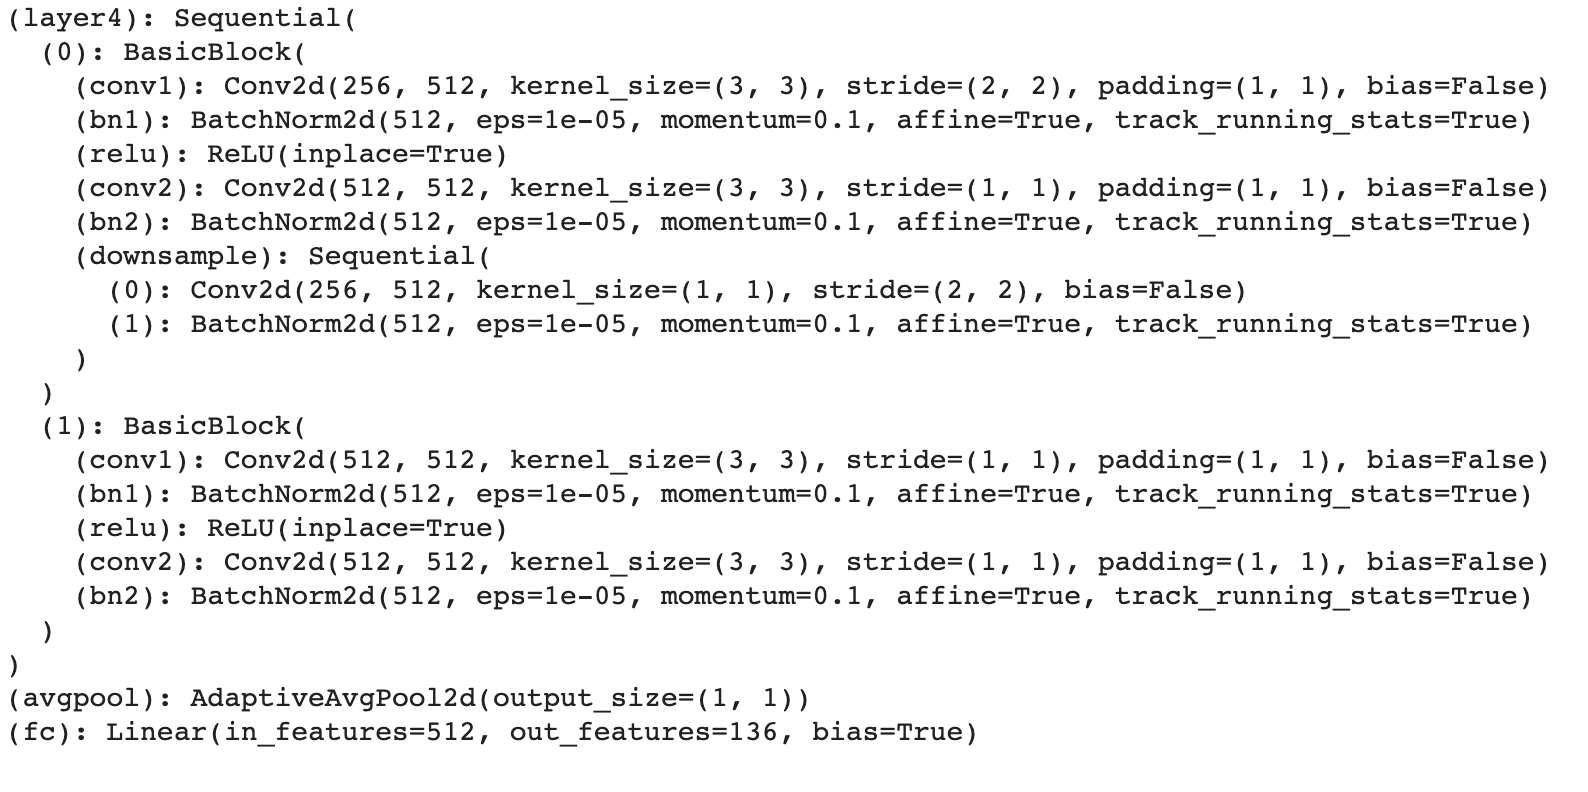 (layer4): Sequential(
  (0): BasicBlock(
    (conv1): Conv2d(256, 512, kernel_size=(3, 3), stride=(2, 2), padding=(1, 1), bias=False)
    (bn1): BatchNorm2d(512, eps=1e-05, momentum=0.1, affine=True, track_running_stats=True)
    (relu): ReLU(inplace=True)
    (conv2): Conv2d(512, 512, kernel_size=(3, 3), stride=(1, 1), padding=(1, 1), bias=False)
    (bn2): BatchNorm2d(512, eps=1e-05, momentum=0.1, affine=True, track_running_stats=True)
    (downsample): Sequential(
      (0): Conv2d(256, 512, kernel_size=(1, 1), stride=(2, 2), bias=False)
      (1): BatchNorm2d(512, eps=1e-05, momentum=0.1, affine=True, track_running_stats=True)
    )
  )
  (1): BasicBlock(
    (conv1): Conv2d(512, 512, kernel_size=(3, 3), stride=(1, 1), padding=(1, 1), bias=False)
    (bn1): BatchNorm2d(512, eps=1e-05, momentum=0.1, affine=True, track_running_stats=True)
    (relu): ReLU(inplace=True)
    (conv2): Conv2d(512, 512, kernel_size=(3, 3), stride=(1, 1), padding=(1, 1), bias=False)
    (bn2): BatchNorm2d(512, eps=1e-05, momentum=0.1, affine=True, track_running_stats=True)
  )
)
(avgpool): AdaptiveAvgPool2d(output_size=(1, 1))
(fc): Linear(in_features=512, out_features=136, bias=True)